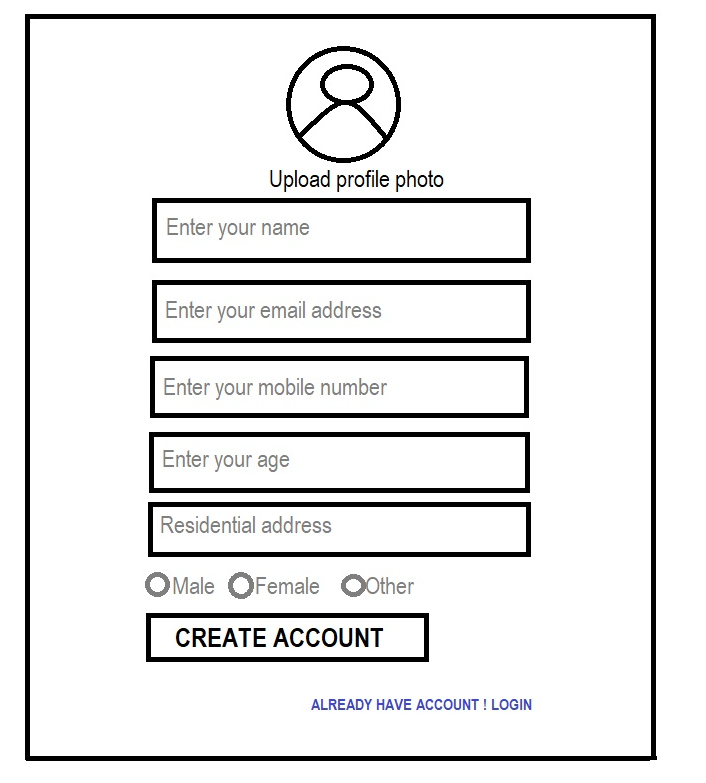 Upload profile photo
Enter your name
Enter your email address
Enter your mobile number
Enter your age
Residential address
Male Female Other
CREATE ACCOUNT
ALREADY HAVE ACCOUNT ! LOGIN